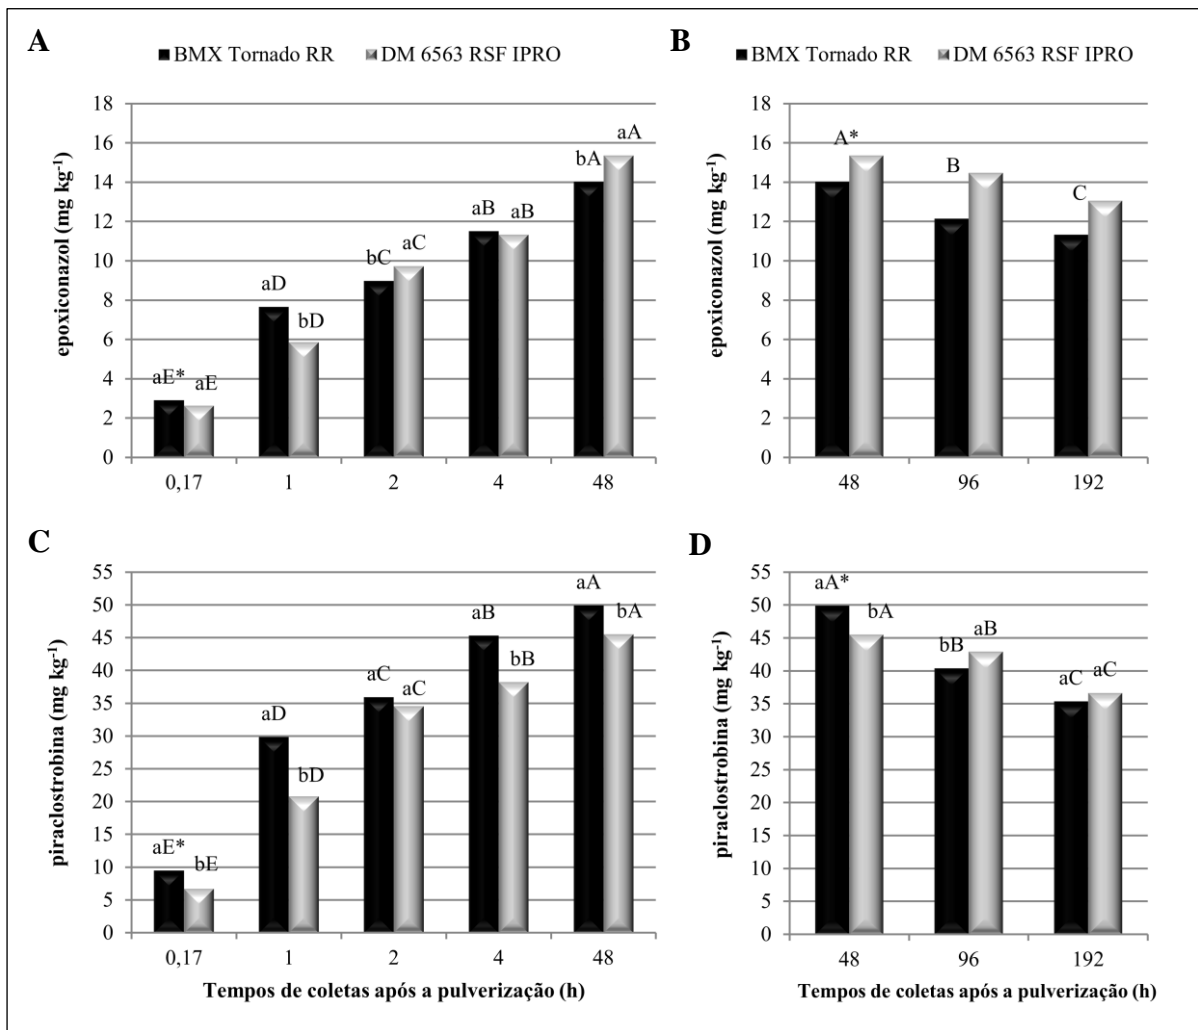 A
BMX Tornado RR DM 6563 RSF IPRO
epoxiconazol (mg kg⁻¹)
18
16
14
12
10
8
6
4
2
0
aE* aE
aD bD
bC aC
aB aB
bA aA
0,17 1 2 4 48
B
BMX Tornado RR DM 6563 RSF IPRO
epoxiconazol (mg kg⁻¹)
18
16
14
12
10
8
6
4
2
0
A* B C
48 96 192
C
piraclostrobina (mg kg⁻¹)
55
50
45
40
35
30
25
20
15
10
5
0
aE* bE
aD bD
aC aC
aB bB
aA bA
0,17 1 2 4 48
Tempos de coletas após a pulverização (h)
D
piraclostrobina (mg kg⁻¹)
55
50
45
40
35
30
25
20
15
10
5
0
aA* bA
bB aB
aC aC
48 96 192
Tempos de coletas após a pulverização (h)